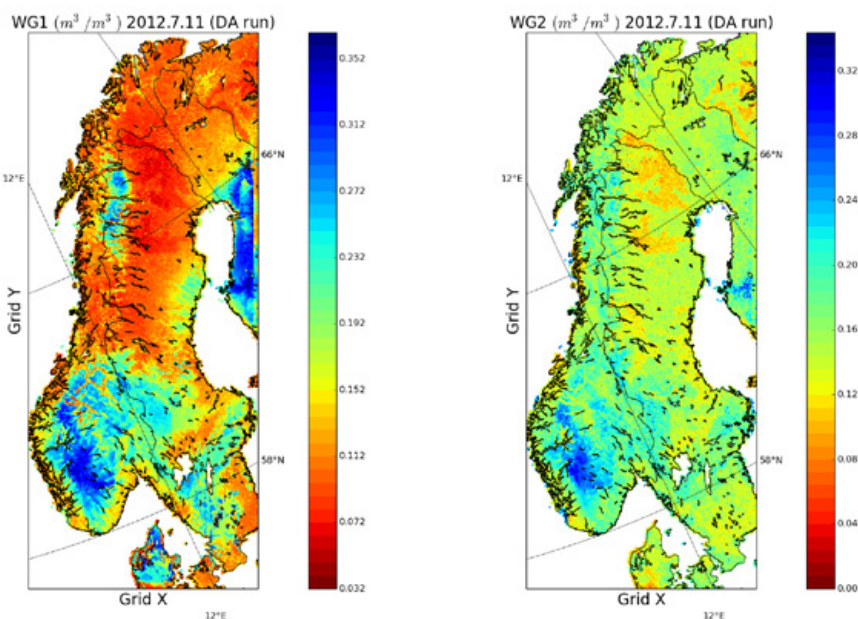 WG1 (m³/m³) 2012.7.11 (DA run)
12°E
66°N
58°N
12°E
Grid Y
Grid X
0.352
0.312
0.272
0.232
0.192
0.152
0.112
0.072
0.032
WG2 (m³/m³) 2012.7.11 (DA run)
12°E
66°N
58°N
12°E
Grid Y
Grid X
0.32
0.28
0.24
0.20
0.16
0.12
0.08
0.04
0.00